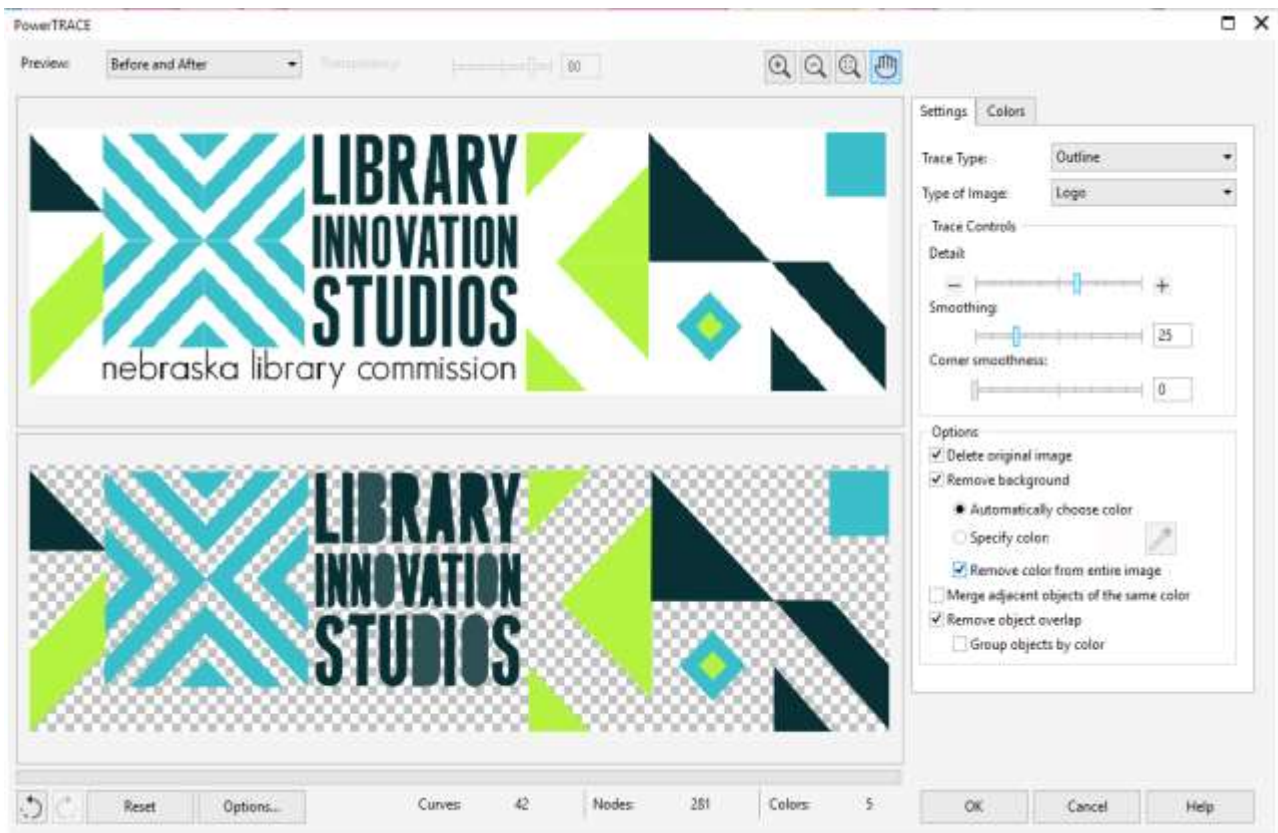 PowerTRACE
Preview: Before and After Transparency: 80
LIBRARY
INNOVATION
STUDIOS
nebraska library commission
LIBRARY
INNOVATION
STUDIOS
Settings Colors
Trace Type: Outline
Type of Image: Logo
Trace Controls
Detail:
Smoothing:
25
Corner smoothness:
0
Options
Delete original image
Remove background
Automatically choose color
Specify color:
Remove color from entire image
Merge adjacent objects of the same color
Remove object overlap
Group objects by color
Reset Options... Curves: 42 Nodes: 281 Colors: 5 OK Cancel Help